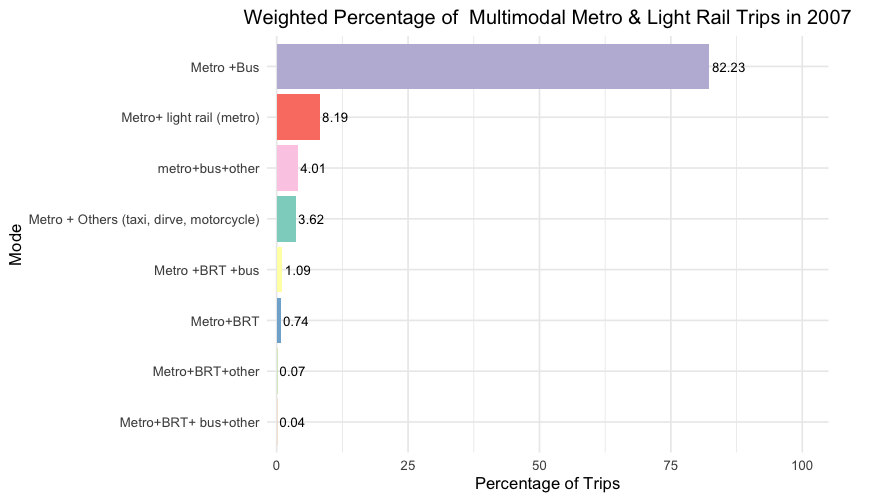 Weighted Percentage of  Multimodal Metro & Light Rail Trips in 2007
Mode
Metro +Bus 82.23
Metro+ light rail (metro) 8.19
metro+bus+other 4.01
Metro + Others (taxi, dirve, motorcycle) 3.62
Metro +BRT +bus 1.09
Metro+BRT 0.74
Metro+BRT+other 0.07
Metro+BRT+ bus+other 0.04
0 25 50 75 100
Percentage of Trips